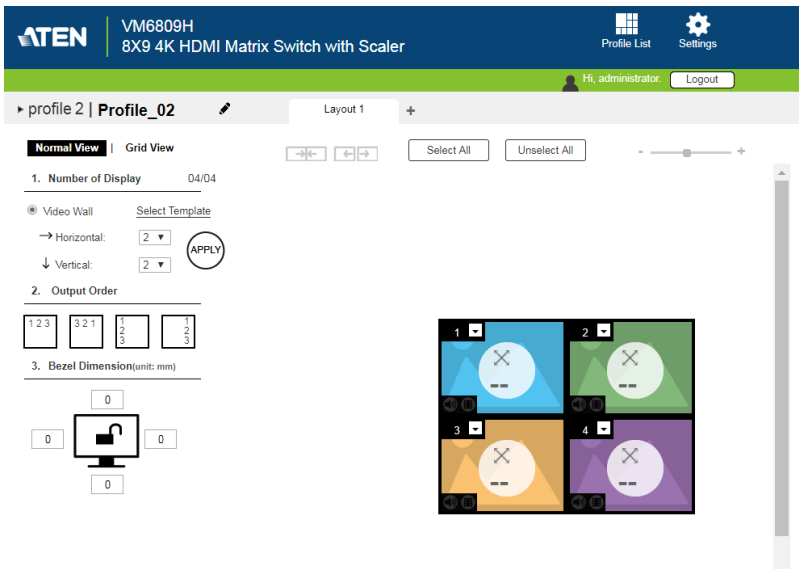 ATEN
VM6809H
8X9 4K HDMI Matrix Switch with Scaler
Profile List
Settings
Hi, administrator.
Logout
profile 2 | Profile_02
Layout 1
+
Normal View | Grid View
Select All
Unselect All
- +
1. Number of Display 04/04
Video Wall
Select Template
Horizontal: 2
Vertical: 2
APPLY
2. Output Order
1 2 3
3 2 1
1
2
3
1
2
3
3. Bezel Dimension(unit: mm)
0
0
0
0
1
--
2
--
3
--
4
--